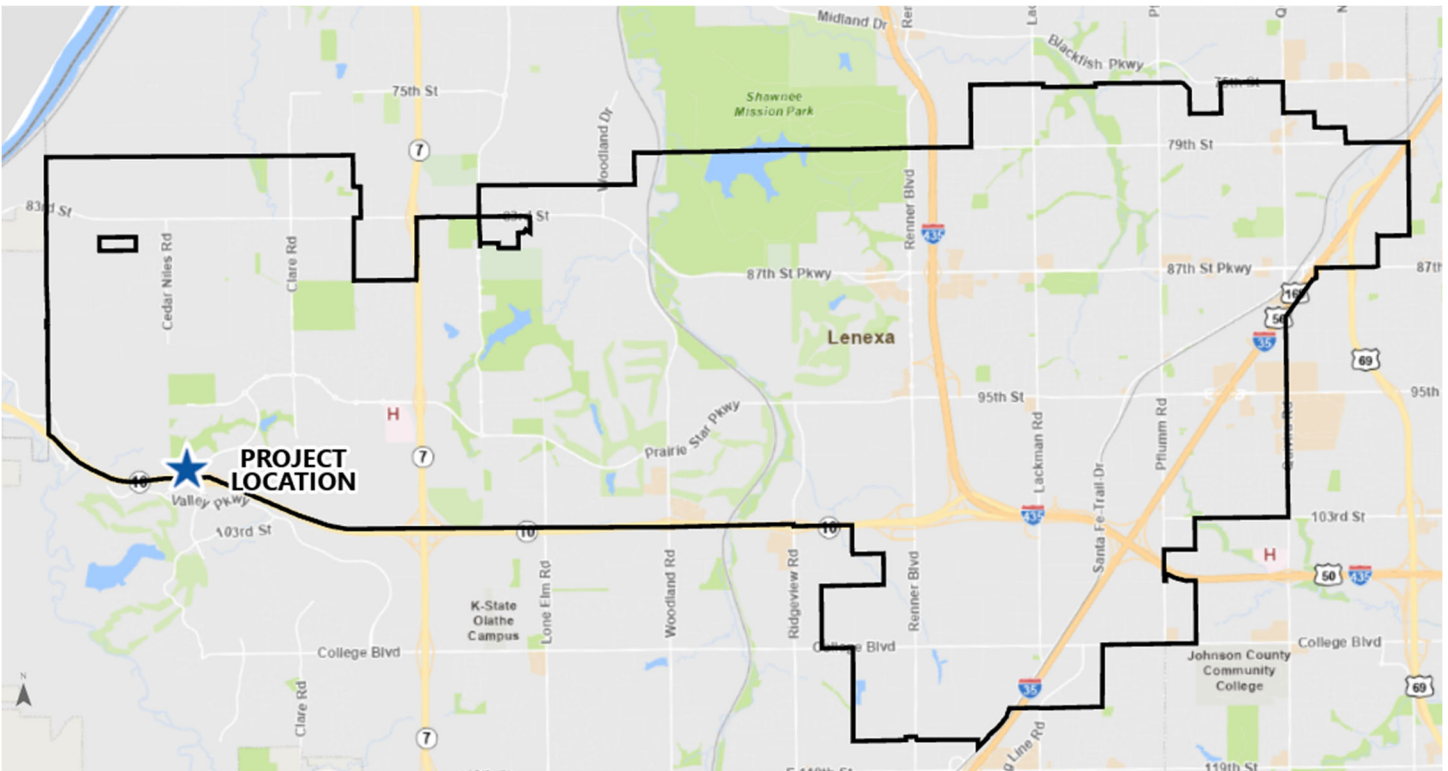 Midland Dr
Blackfish Pkwy
75th St
75th St
Shawnee
Mission Park
7
Woodland Dr
79th St
83rd St
83rd St
Renner Blvd
435
Cedar Niles Rd
Clare Rd
87th St Pkwy
87th St Pkwy
87th
Lenexa
35
69
H
95th St
95th
Prairie Star Pkwy
Lackman Rd
Pflumm Rd
7
PROJECT
LOCATION
10
Valley Pkwy
103rd St
10
10
435
Santa Fe Trail Dr
103rd St
H
50
435
Lone Elm Rd
Woodland Rd
Ridgeview Rd
Renner Blvd
K-State
Olathe
Campus
College Blvd
College Blvd
College Blvd
Johnson County
Community
College
Clare Rd
35
69
N
7
119th St